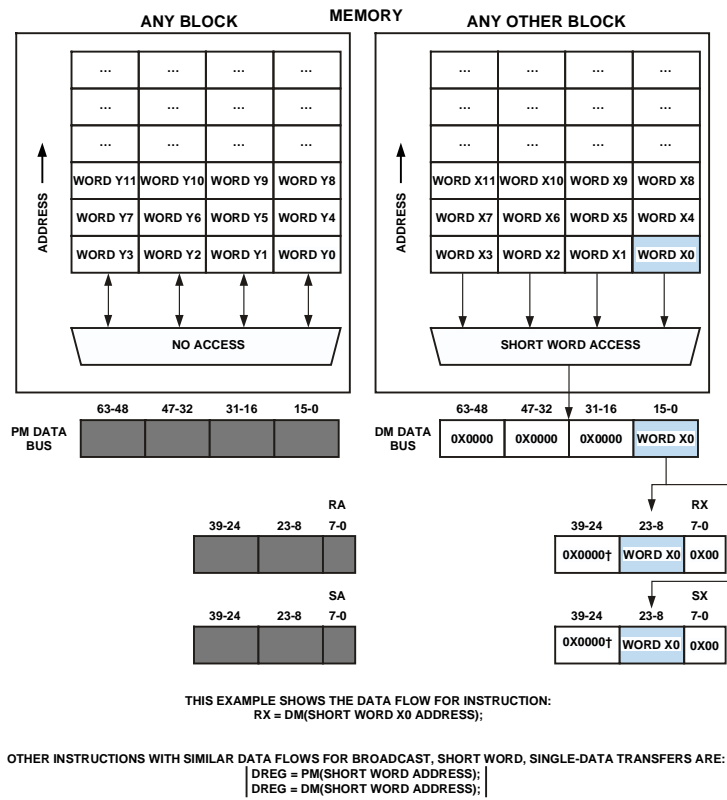 MEMORY
ANY BLOCK
ANY OTHER BLOCK
... ... ... ...
... ... ... ...
... ... ... ...
WORD Y11 WORD Y10 WORD Y9 WORD Y8
WORD Y7 WORD Y6 WORD Y5 WORD Y4
WORD Y3 WORD Y2 WORD Y1 WORD Y0
ADDRESS
NO ACCESS
... ... ... ...
... ... ... ...
... ... ... ...
WORD X11 WORD X10 WORD X9 WORD X8
WORD X7 WORD X6 WORD X5 WORD X4
WORD X3 WORD X2 WORD X1 WORD X0
ADDRESS
SHORT WORD ACCESS
63-48 47-32 31-16 15-0
PM DATA
BUS
63-48 47-32 31-16 15-0
DM DATA
BUS
0X0000 0X0000 0X0000 WORD X0
RA
39-24 23-8 7-0
RX
39-24 23-8 7-0
0X0000† WORD X0 0X00
SA
39-24 23-8 7-0
SX
39-24 23-8 7-0
0X0000† WORD X0 0X00
THIS EXAMPLE SHOWS THE DATA FLOW FOR INSTRUCTION:
RX = DM(SHORT WORD X0 ADDRESS);
OTHER INSTRUCTIONS WITH SIMILAR DATA FLOWS FOR BROADCAST, SHORT WORD, SINGLE-DATA TRANSFERS ARE:
DREG = PM(SHORT WORD ADDRESS);
DREG = DM(SHORT WORD ADDRESS);